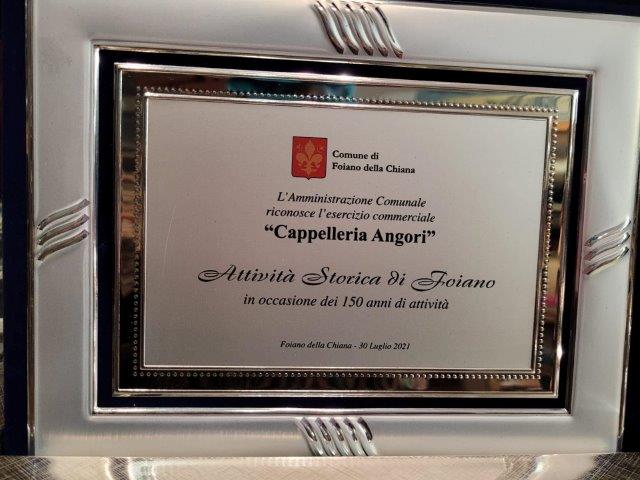 Comune di
Foiano della Chiana
L'Amministrazione Comunale
riconosce l'esercizio commerciale
“Cappelleria Angori”
Attività Storica di Foiano
in occasione dei 150 anni di attività
Foiano della Chiana - 30 Luglio 2021